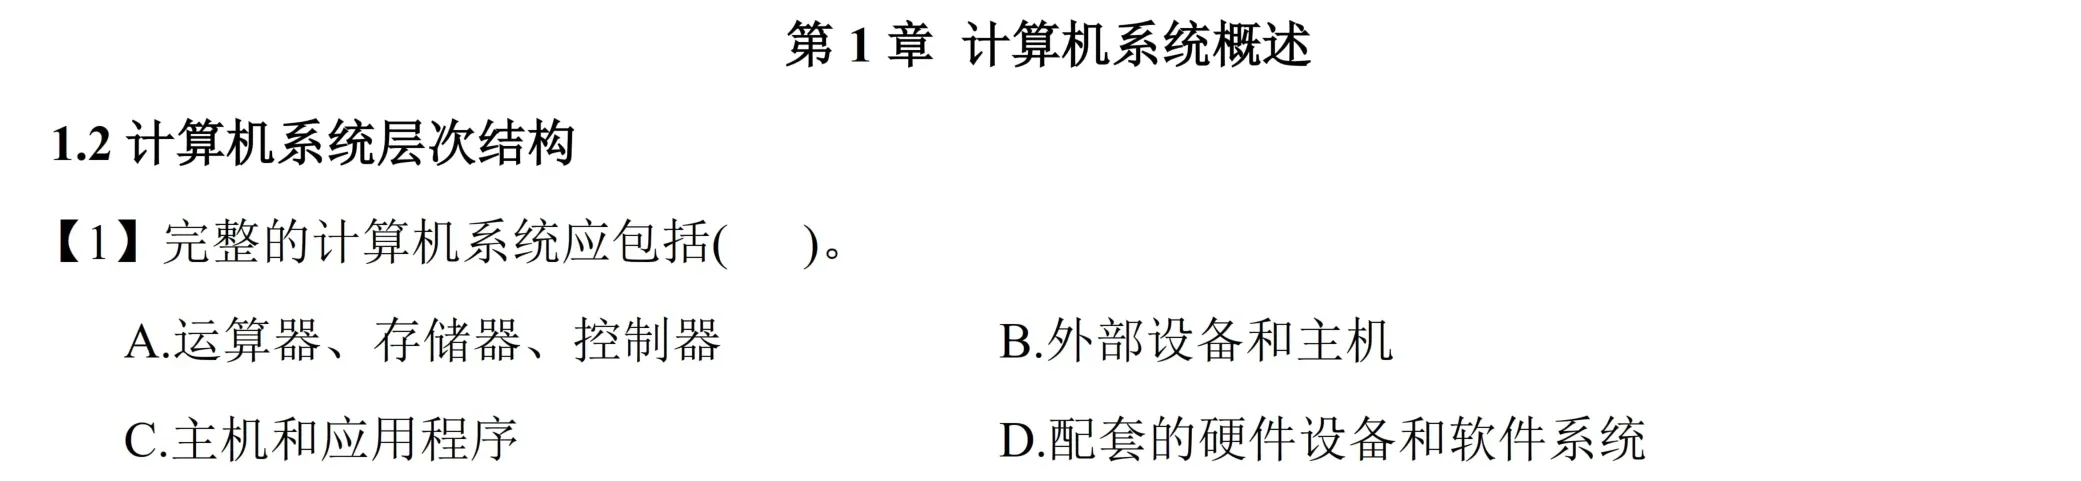 第 1 章 计算机系统概述
1.2 计算机系统层次结构
【1】完整的计算机系统应包括(  )。
A.运算器、存储器、控制器 B.外部设备和主机
C.主机和应用程序 D.配套的硬件设备和软件系统